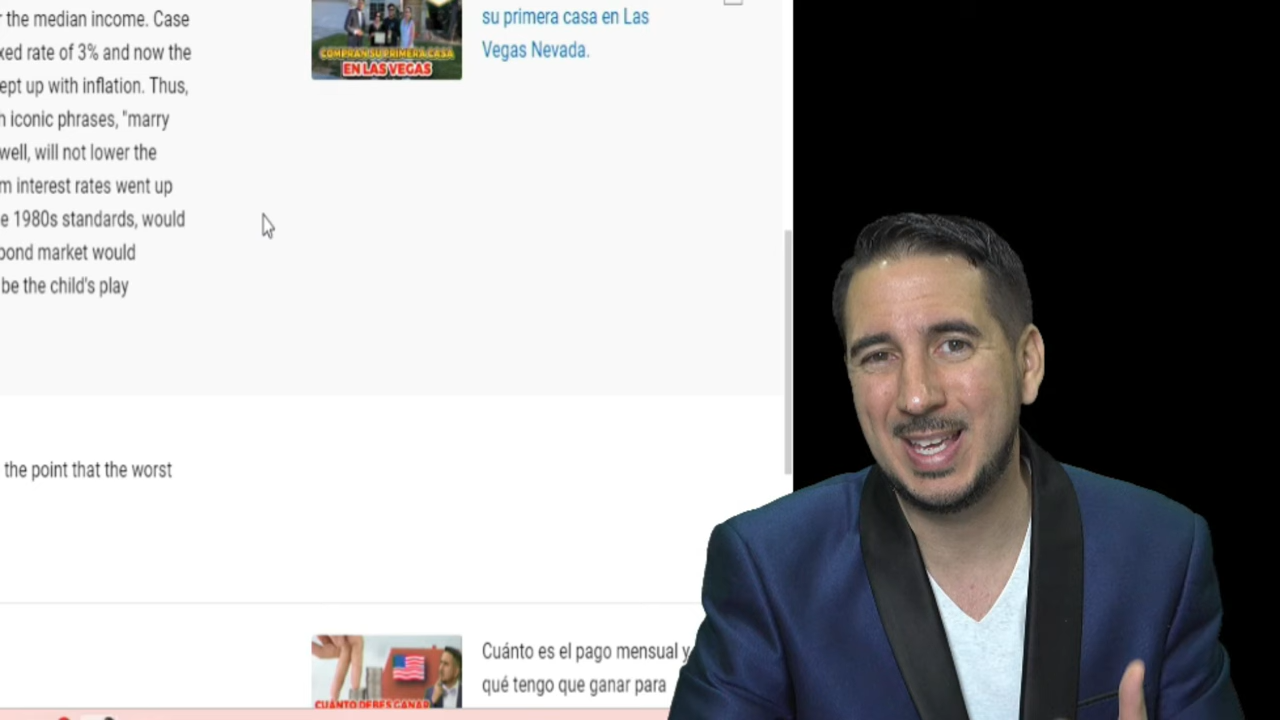 r the median income. Case
xed rate of 3% and now the
ept up with inflation. Thus,
h iconic phrases, "marry
well, will not lower the
m interest rates went up
e 1980s standards, would
bond market would
be the child's play
the point that the worst
COMPRAN SU PRIMERA CASA
EN LAS VEGAS
su primera casa en Las
Vegas Nevada.
CUANTO DEBES GANAR
Cuánto es el pago mensual y
qué tengo que ganar para